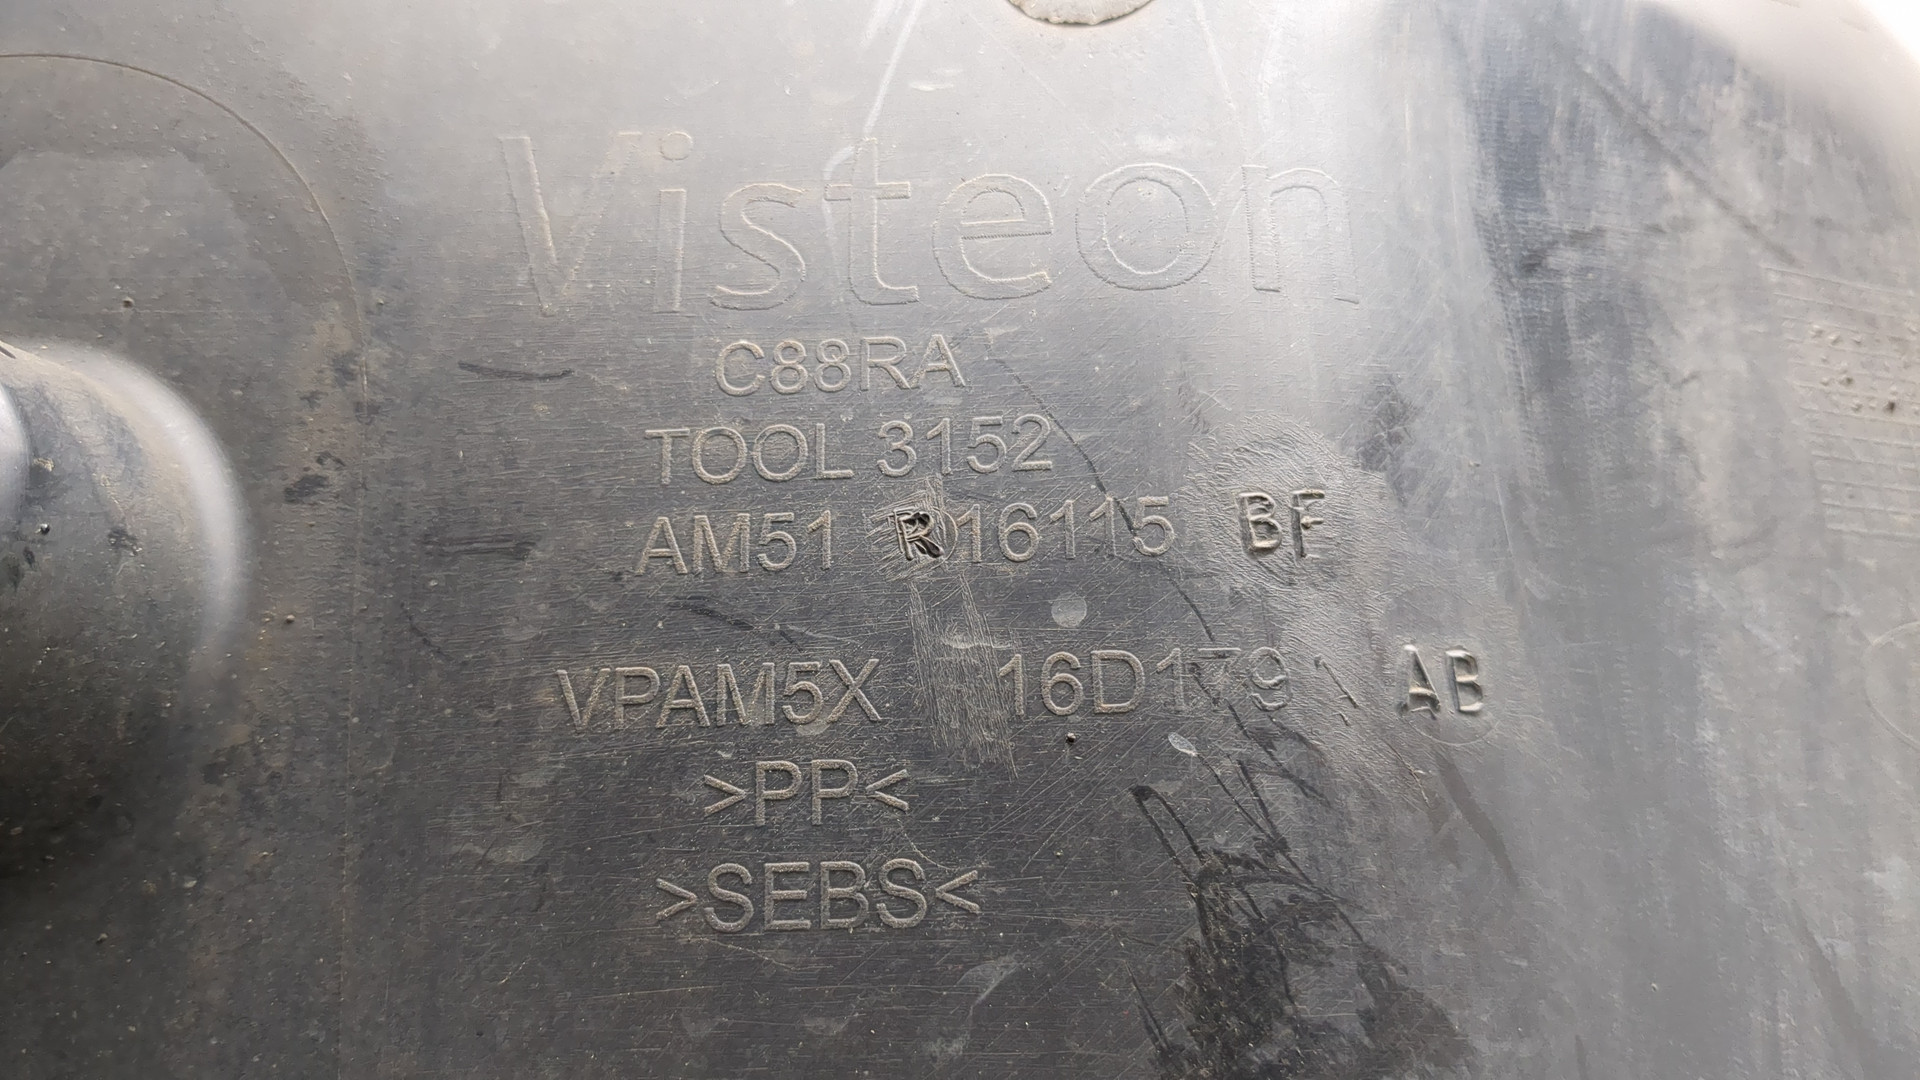 Visteon
C88RA
TOOL 3152
AM51 R16115 BF
VPAM5X 16D179 A AB
>PP<
>SEBS<